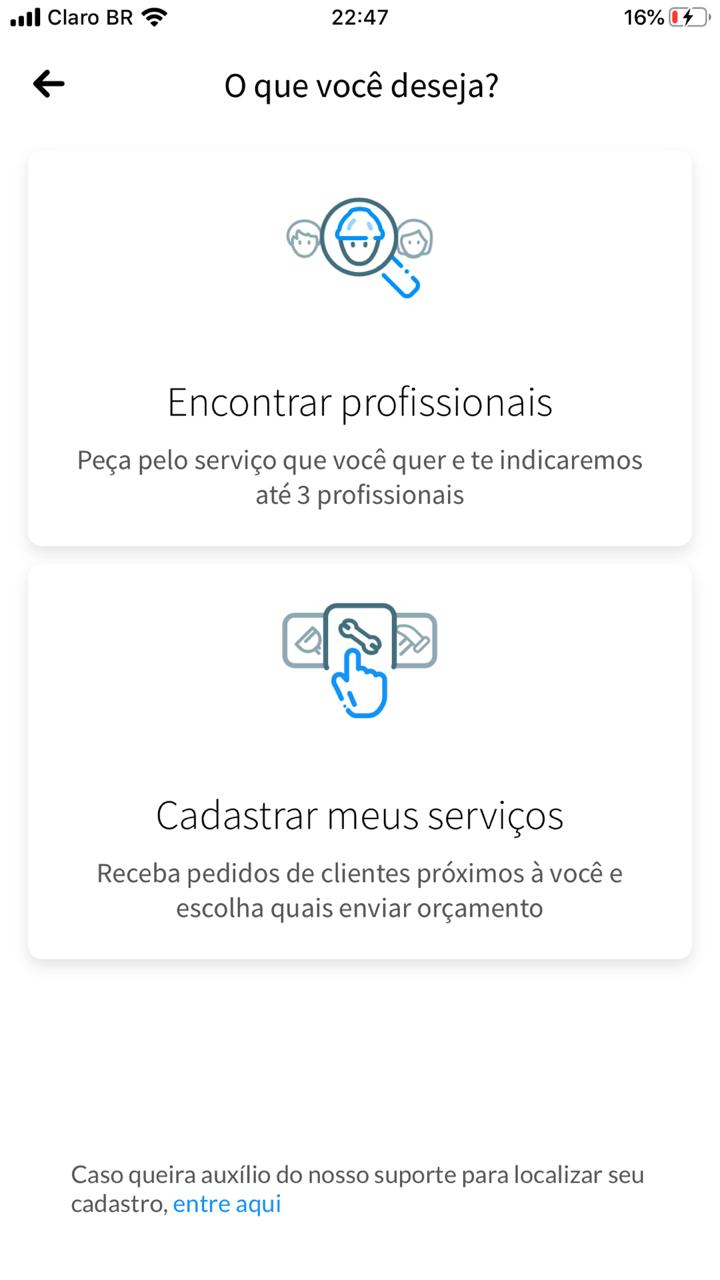 Claro BR
22:47
16%
O que você deseja?
Encontrar profissionais
Peça pelo serviço que você quer e te indicaremos
até 3 profissionais
Cadastrar meus serviços
Receba pedidos de clientes próximos à você e
escolha quais enviar orçamento
Caso queira auxílio do nosso suporte para localizar seu
cadastro, entre aqui